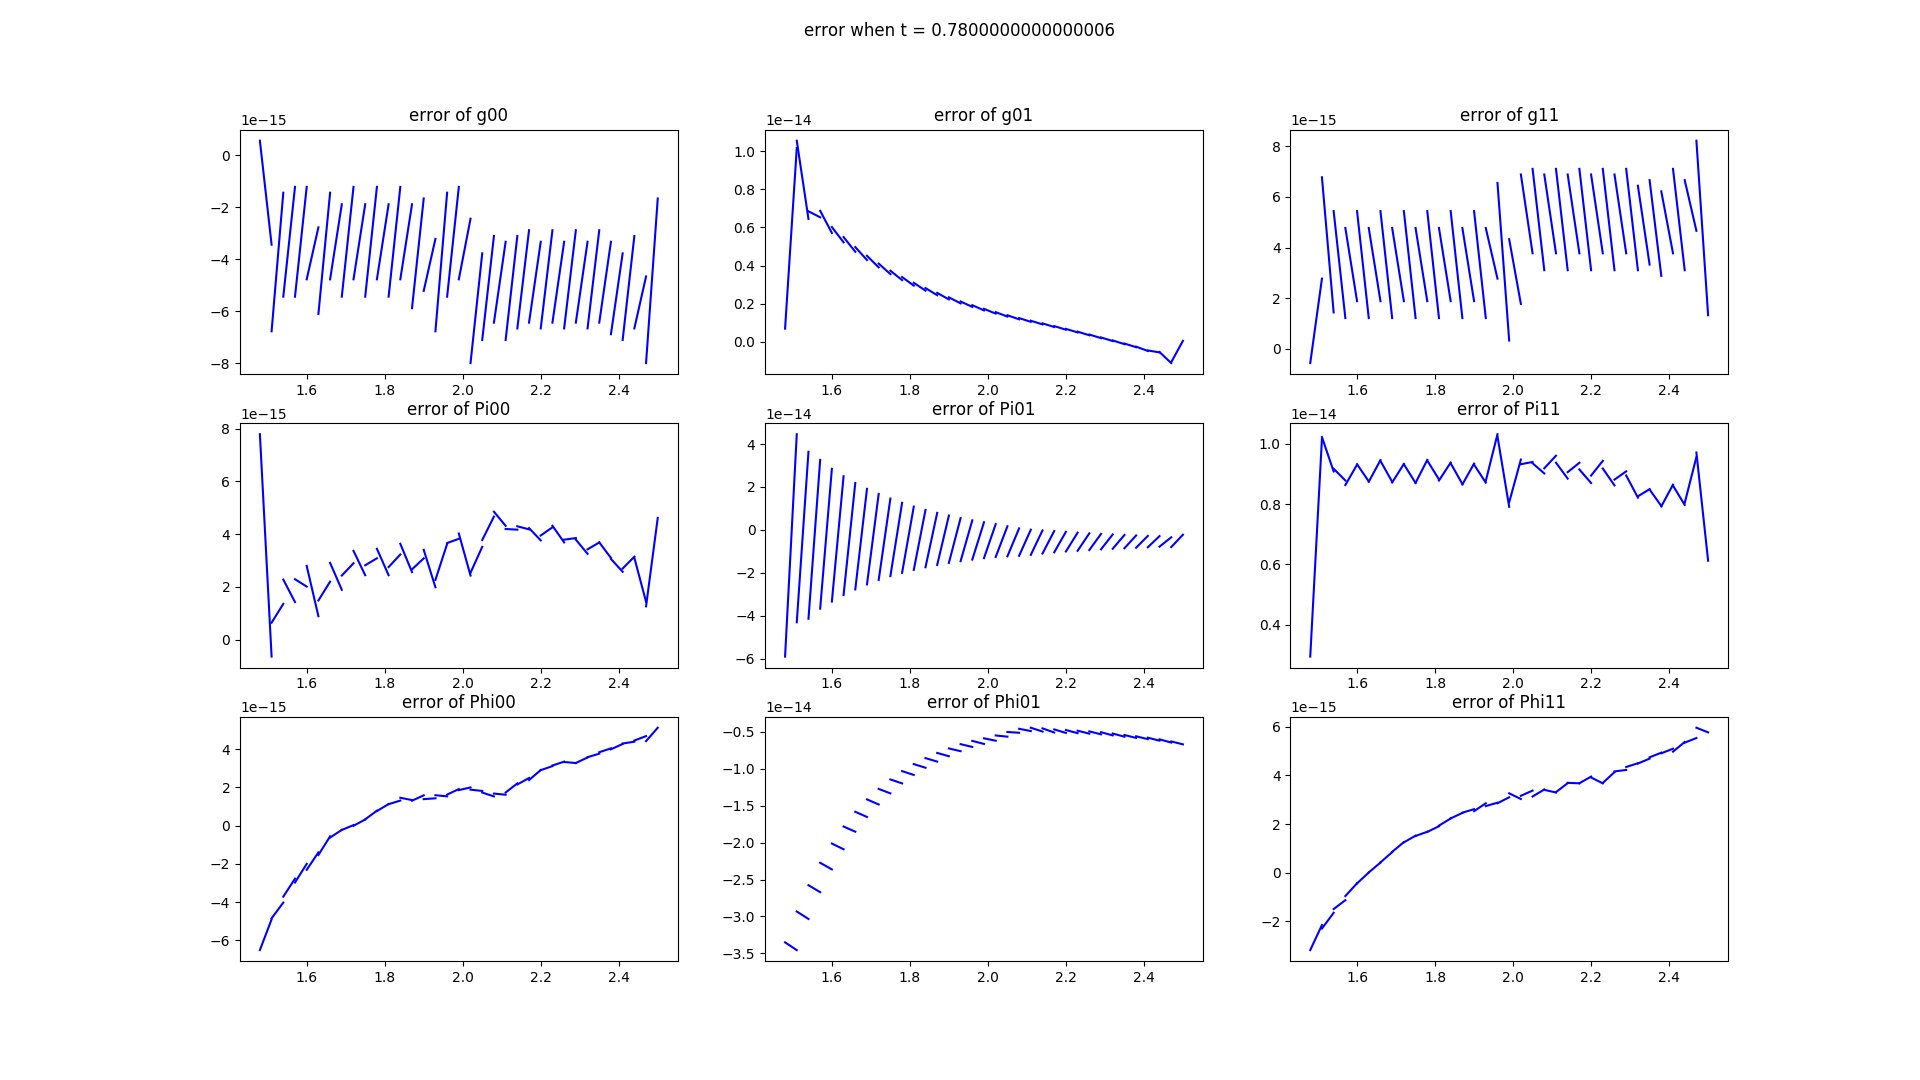 error when t = 0.7800000000000006
error of g00
1e−15
0
−2
−4
−6
−8
1.6 1.8 2.0 2.2 2.4
error of g01
1e−14
1.0
0.8
0.6
0.4
0.2
0.0
1.6 1.8 2.0 2.2 2.4
error of g11
1e−15
8
6
4
2
0
1.6 1.8 2.0 2.2 2.4
error of Pi00
1e−15
8
6
4
2
0
1.6 1.8 2.0 2.2 2.4
error of Pi01
1e−14
4
2
0
−2
−4
−6
1.6 1.8 2.0 2.2 2.4
error of Pi11
1e−14
1.0
0.8
0.6
0.4
1.6 1.8 2.0 2.2 2.4
error of Phi00
1e−15
4
2
0
−2
−4
−6
1.6 1.8 2.0 2.2 2.4
error of Phi01
1e−14
−0.5
−1.0
−1.5
−2.0
−2.5
−3.0
−3.5
1.6 1.8 2.0 2.2 2.4
error of Phi11
1e−15
6
4
2
0
−2
1.6 1.8 2.0 2.2 2.4